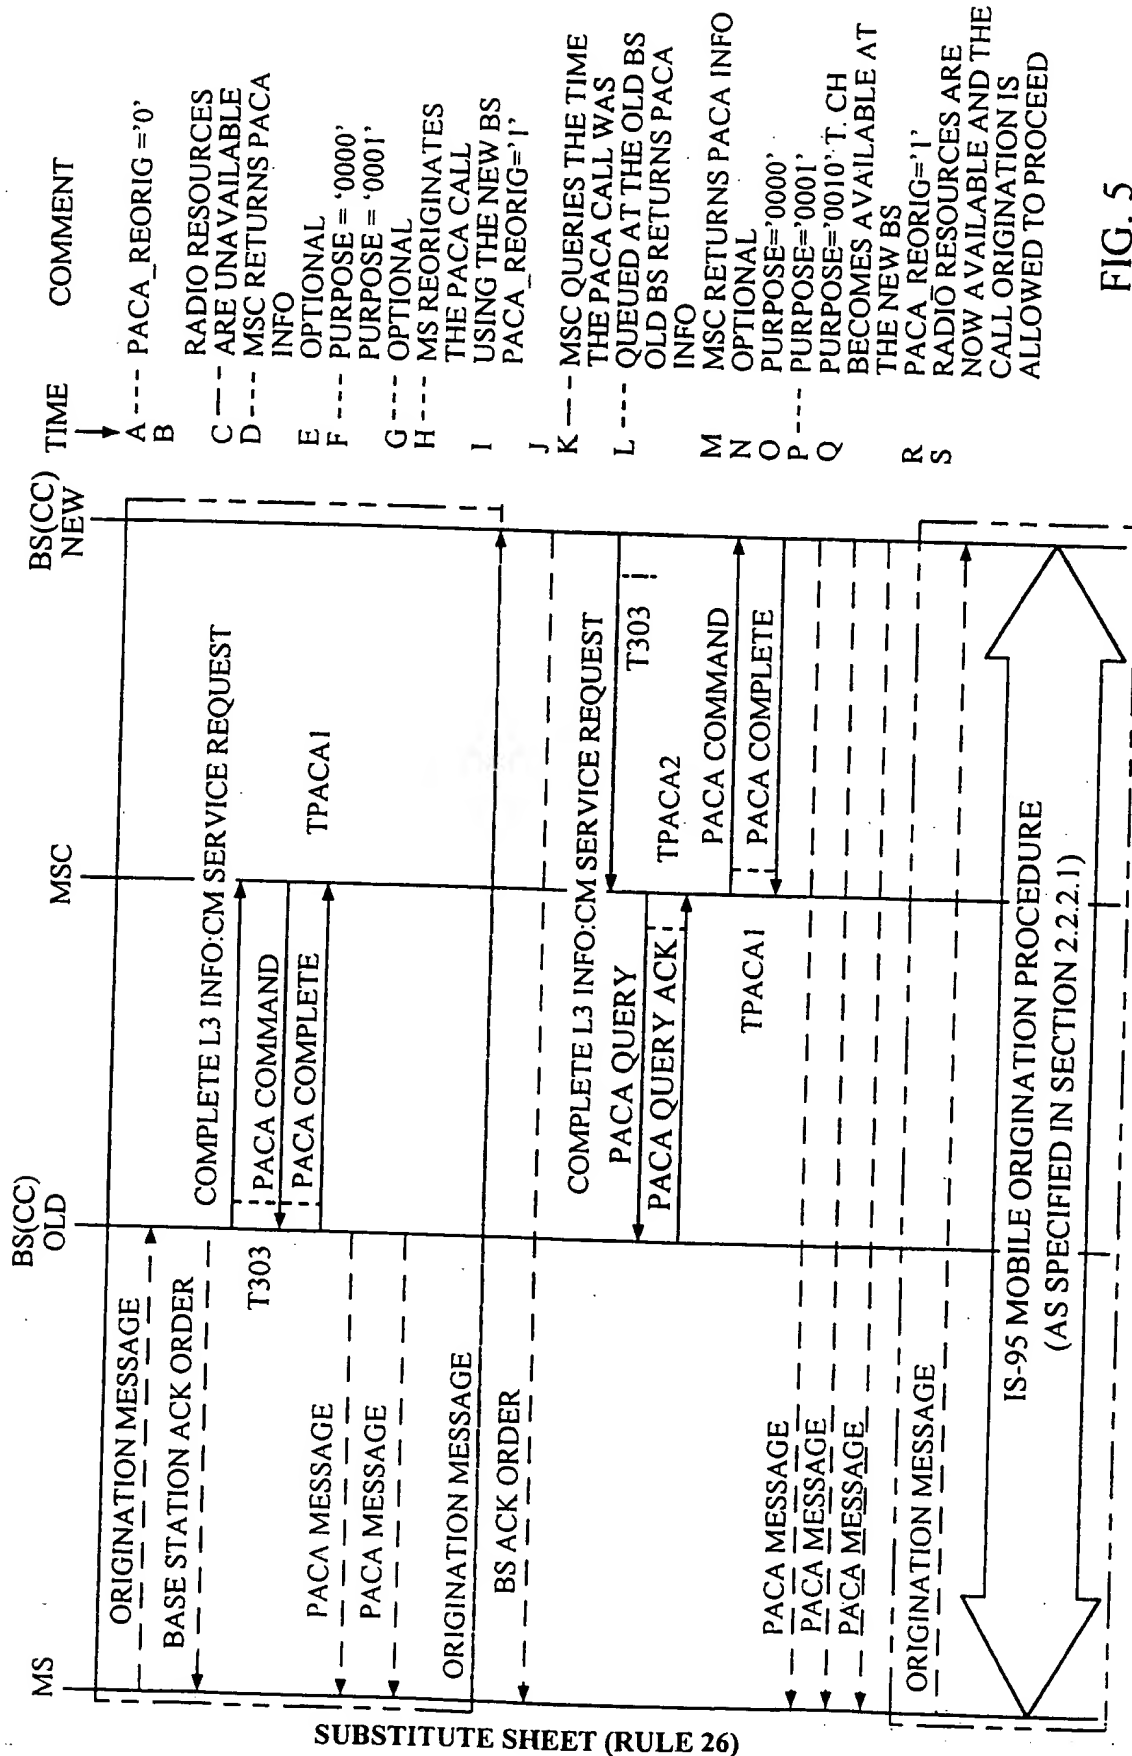 MS
BS(CC)
OLD
MSC
BS(CC)
NEW
TIME
COMMENT
ORIGINATION MESSAGE
BASE STATION ACK ORDER
COMPLETE L3 INFO:CM SERVICE REQUEST
T303
PACA COMMAND
PACA COMPLETE
TPACA1
PACA MESSAGE
PACA MESSAGE
ORIGINATION MESSAGE
BS ACK ORDER
COMPLETE L3 INFO:CM SERVICE REQUEST
PACA QUERY
T303
PACA QUERY ACK
TPACA2
PACA COMMAND
TPACA1
PACA COMPLETE
PACA MESSAGE
PACA MESSAGE
PACA MESSAGE
ORIGINATION MESSAGE
IS-95 MOBILE ORIGINATION PROCEDURE
(AS SPECIFIED IN SECTION 2.2.2.1)
A ---- PACA_REORIG ='0'
B
RADIO RESOURCES
C —— ARE UNAVAILABLE
D ---- MSC RETURNS PACA
INFO
E OPTIONAL
F ---- PURPOSE = '0000'
PURPOSE = '0001'
G ---- OPTIONAL
H ---- MS REORIGINATES
THE PACA CALL
I USING THE NEW BS
PACA_REORIG='1'
J
K —— MSC QUERIES THE TIME
THE PACA CALL WAS
L ---- QUEUED AT THE OLD BS
OLD BS RETURNS PACA
INFO
M MSC RETURNS PACA INFO
N OPTIONAL
O PURPOSE='0000'
P ---- PURPOSE='0001'
Q PURPOSE='0010' T. CH
BECOMES AVAILABLE AT
THE NEW BS
R PACA_REORIG='1'
S RADIO RESOURCES ARE
NOW AVAILABLE AND THE
CALL ORIGINATION IS
ALLOWED TO PROCEED
FIG. 5
SUBSTITUTE SHEET (RULE 26)